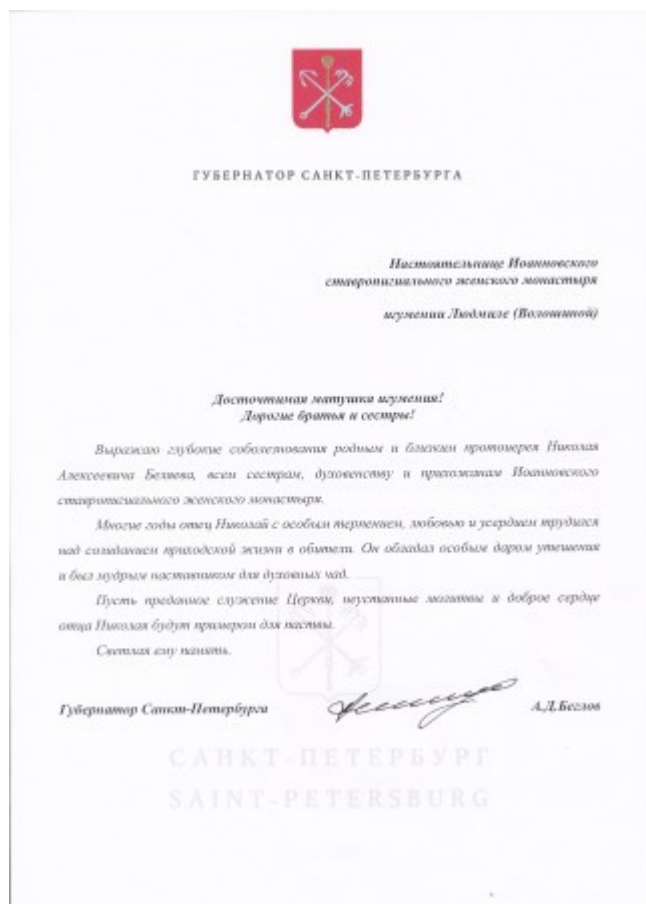 ГУБЕРНАТОР САНКТ-ПЕТЕРБУРГА
Настоятельнице Иоанновского
ставропигиального женского монастыря
игумении Людмиле (Волошиной)
Досточтимая матушка игумения!
Дорогие братья и сестры!
Выражаю глубокие соболезнования родным и близким протоиерея Николая
Алексеевича Беляева, всем сестрам, духовенству и прихожанам Иоанновского
ставропигиального женского монастыря.
Многие годы отец Николай с особым терпением, любовью и усердием трудился
над созиданием приходской жизни в обители. Он обладал особым даром утешения
и был мудрым наставником для духовных чад.
Пусть преданное служение Церкви, неустанные молитвы и доброе сердце
отца Николая будут примером для паствы.
Светлая ему память.
Губернатор Санкт-Петербурга А.Д.Беглов
САНКТ-ПЕТЕРБУРГ
SAINT-PETERSBURG